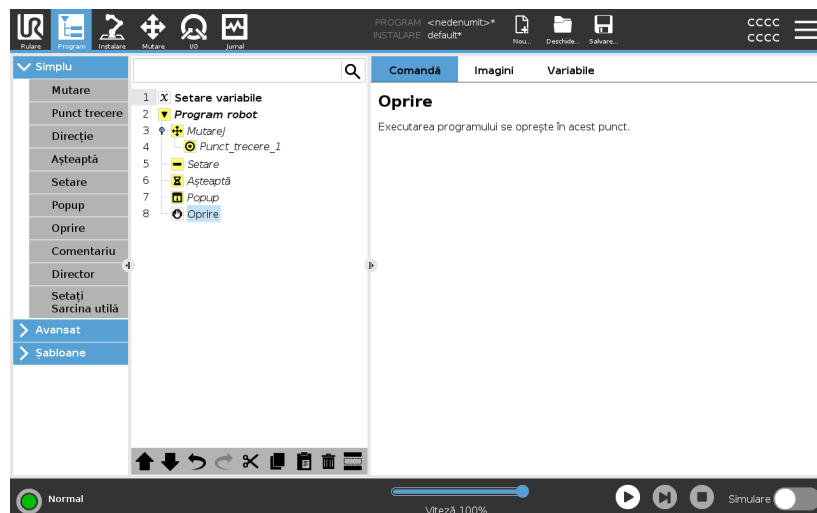 UR
PROGRAM <nedenumit>*
INSTALARE default*
CCCC
CCCC
Rulare Program Instalare Mutare I/O Jurnal Nou... Deschide... Salvare...
Simplu
Mutare
Punct trecere
Direcție
Așteaptă
Setare
Popup
Oprire
Comentariu
Director
Setați
Sarcina utilă
Avansat
Șabloane
1 X Setare variabile
2 Program robot
3 MutareJ
4 Punct_trecere_1
5 Setare
6 Așteaptă
7 Popup
8 Oprire
Comandă Imagini Variabile
Oprire
Executarea programului se oprește în acest punct.
Normal
Viteză 100%
Simulare